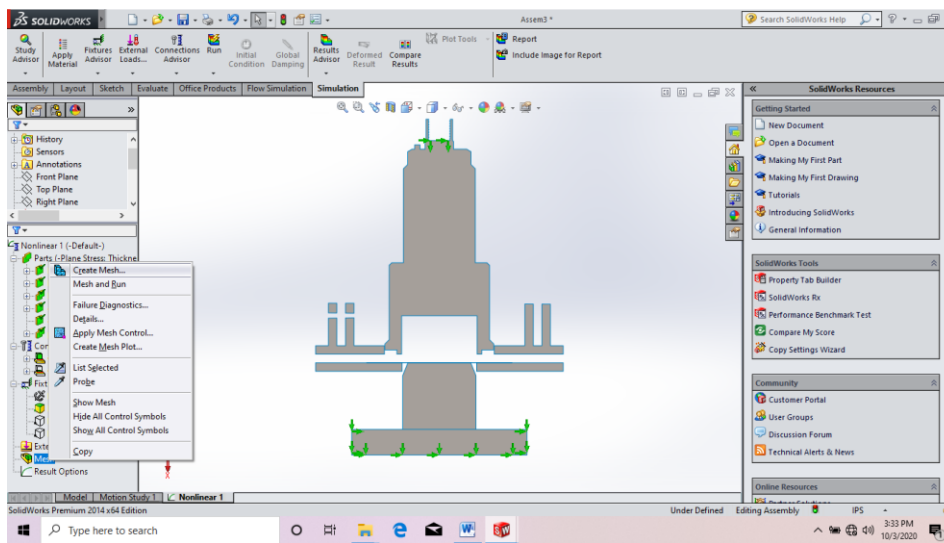 SOLIDWORKS
Assem3 *
Search SolidWorks Help
Study Advisor
Apply Material
Fixtures Advisor
External Loads...
Connections Advisor
Run
Initial Condition
Global Damping
Results Advisor
Deformed Result
Compare Results
Plot Tools
Report
Include Image for Report
Assembly
Layout
Sketch
Evaluate
Office Products
Flow Simulation
Simulation
History
Sensors
Annotations
Front Plane
Top Plane
Right Plane
Nonlinear 1 (-Default-)
Parts (-Plane Stress: Thickne
Cor
Fixt
Exte
Mes
Result Options
Create Mesh...
Mesh and Run
Failure Diagnostics...
Details...
Apply Mesh Control...
Create Mesh Plot...
List Selected
Probe
Show Mesh
Hide All Control Symbols
Show All Control Symbols
Copy
X
SolidWorks Resources
Getting Started
New Document
Open a Document
Making My First Part
Making My First Drawing
Tutorials
Introducing SolidWorks
General Information
SolidWorks Tools
Property Tab Builder
SolidWorks Rx
Performance Benchmark Test
Compare My Score
Copy Settings Wizard
Community
Customer Portal
User Groups
Discussion Forum
Technical Alerts & News
Online Resources
Model
Motion Study 1
Nonlinear 1
SolidWorks Premium 2014 x64 Edition
Under Defined
Editing Assembly
IPS
Type here to search
3:33 PM
10/3/2020